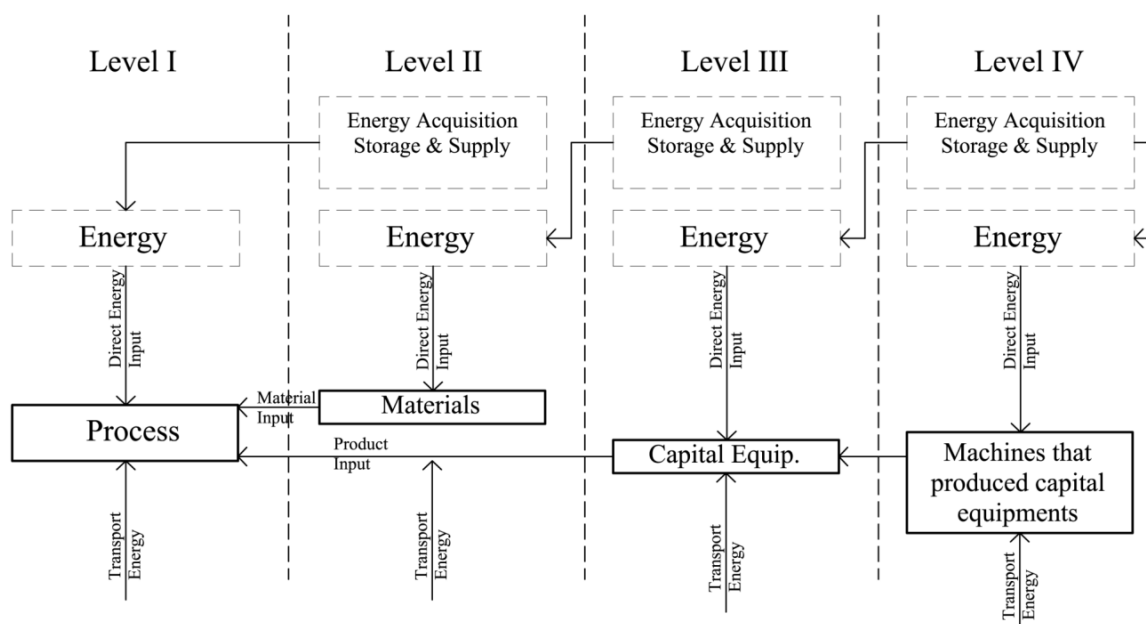 Level I
Level II
Level III
Level IV
Energy Acquisition
Storage & Supply
Energy Acquisition
Storage & Supply
Energy Acquisition
Storage & Supply
Energy
Energy
Energy
Energy
Direct Energy
Input
Direct Energy
Input
Direct Energy
Input
Direct Energy
Input
Process
Material
Input
Materials
Product
Input
Capital Equip.
Machines that
produced capital
equipments
Transport
Energy
Transport
Energy
Transport
Energy
Transport
Energy